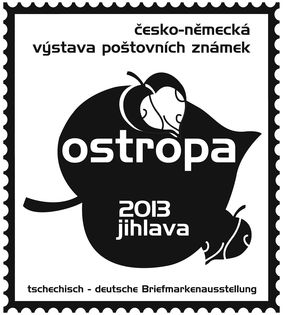 česko-německá
výstava poštovních známek
ostropa
2013
jihlava
tschechisch - deutsche Briefmarkenausstellung